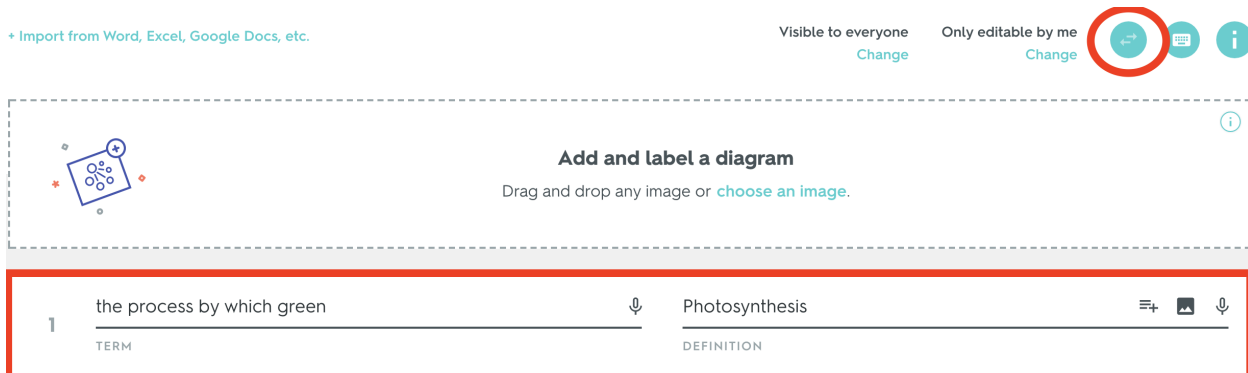 + Import from Word, Excel, Google Docs, etc.
Visible to everyone
Change
Only editable by me
Change
i
i
Add and label a diagram
Drag and drop any image or choose an image.
1
the process by which green
TERM
Photosynthesis
DEFINITION